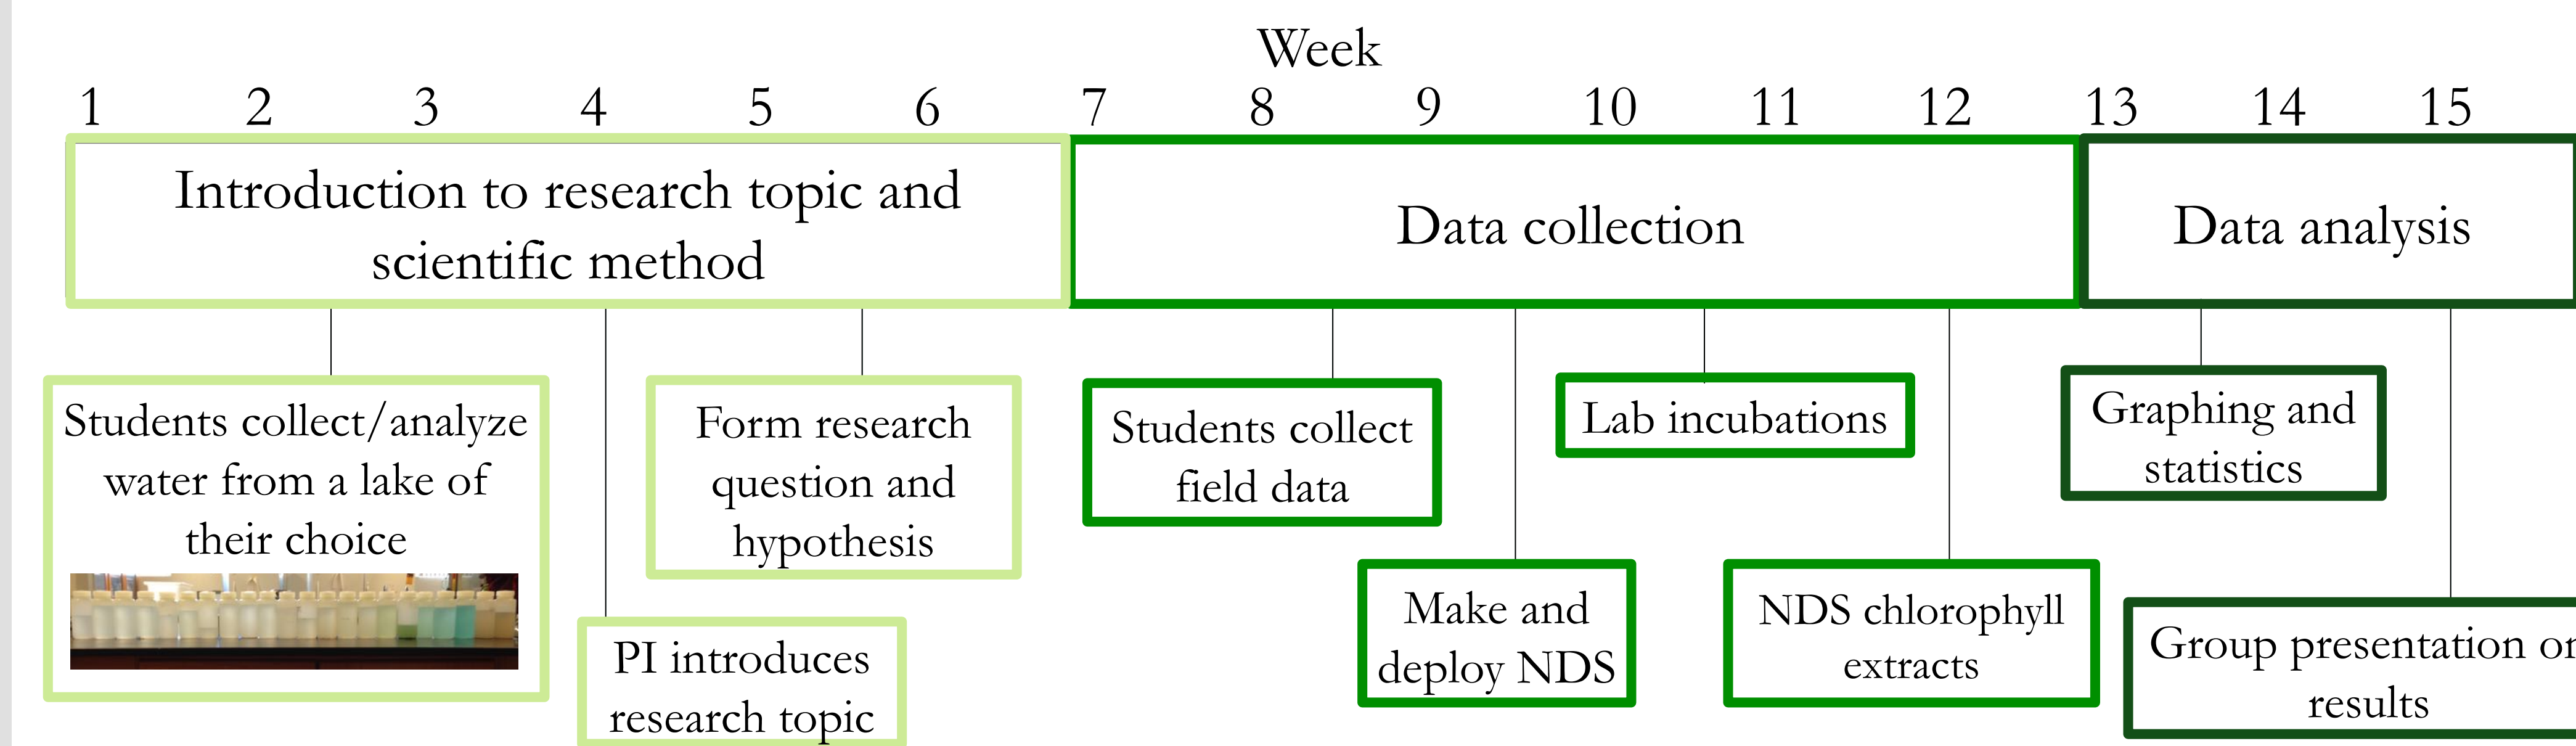 Week
1 2 3 4 5 6 7 8 9 10 11 12 13 14 15
Introduction to research topic and
scientific method
Data collection
Data analysis
Students collect/analyze
water from a lake of
their choice
PI introduces
research topic
Form research
question and
hypothesis
Students collect
field data
Make and
deploy NDS
Lab incubations
NDS chlorophyll
extracts
Graphing and
statistics
Group presentation
results